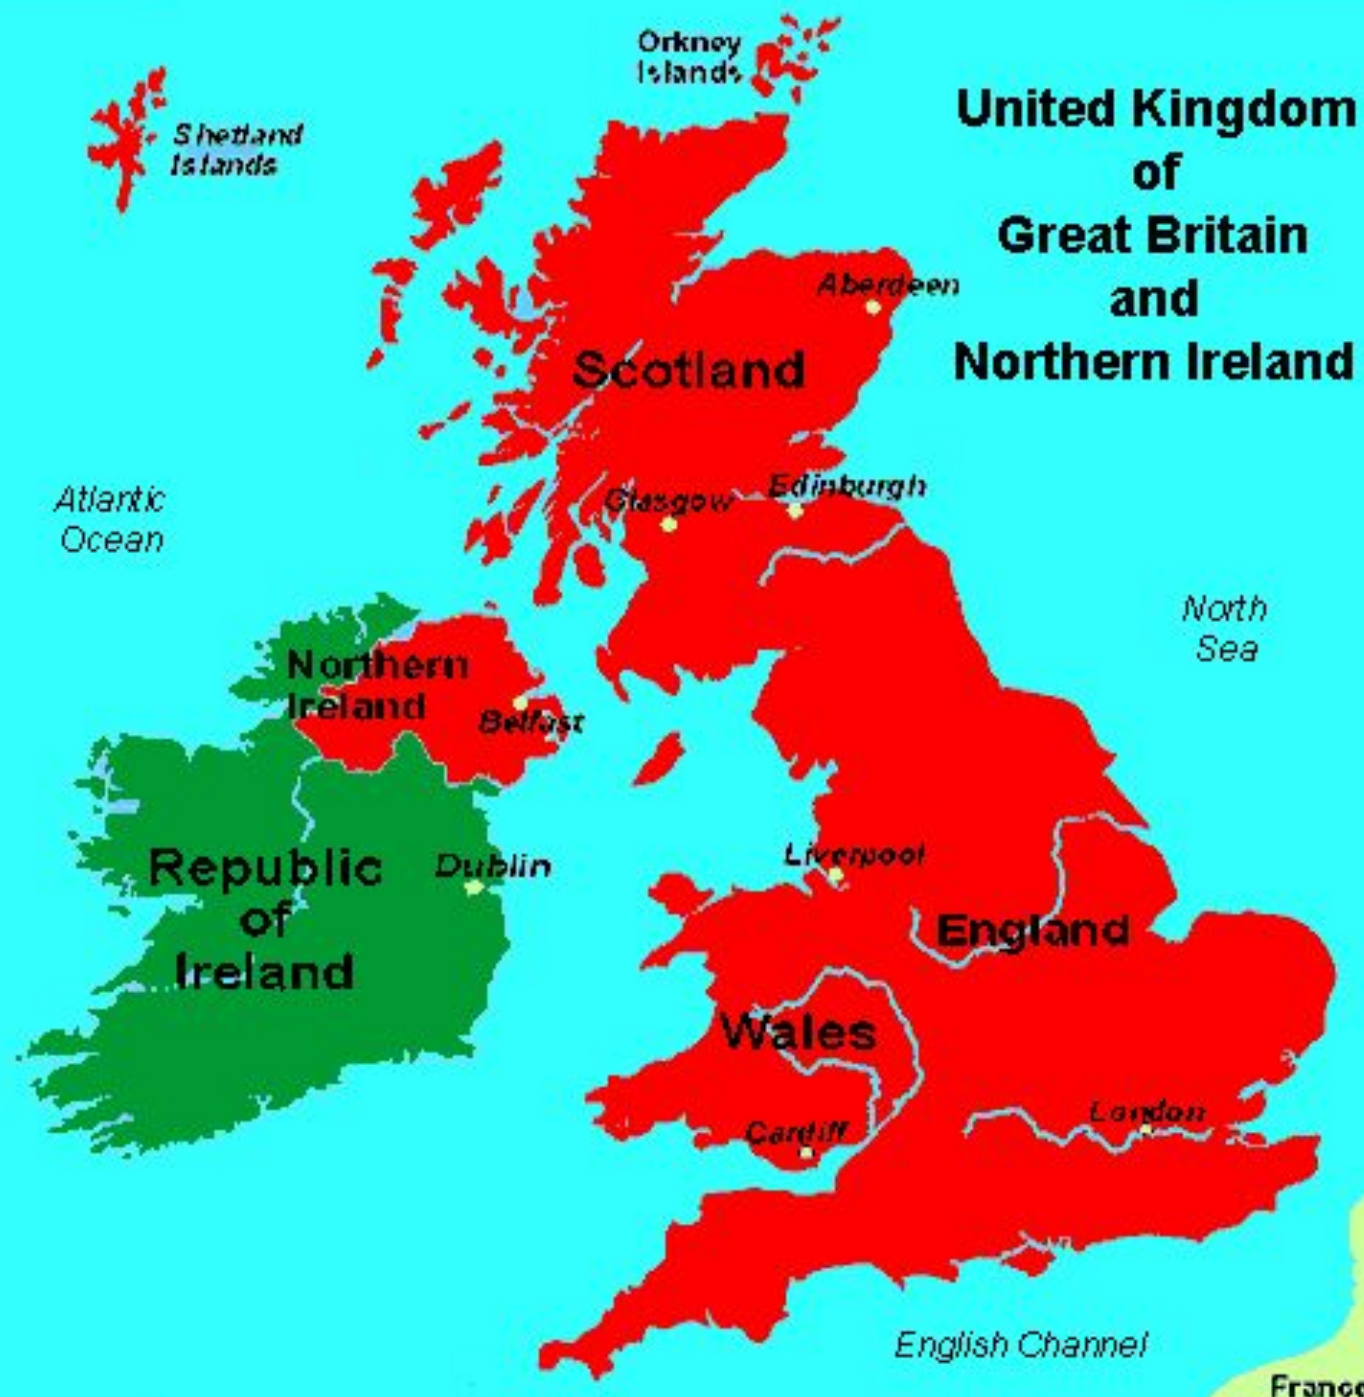 Orkney
Islands
United Kingdom
of
Great Britain
and
Northern Ireland
Shetland
Islands
Aberdeen
Scotland
Atlantic
Ocean
Glasgow
Edinburgh
North
Sea
Northern
Ireland
Belfast
Republic
of
Ireland
Dublin
Liverpool
England
Wales
London
Cardiff
English Channel
France